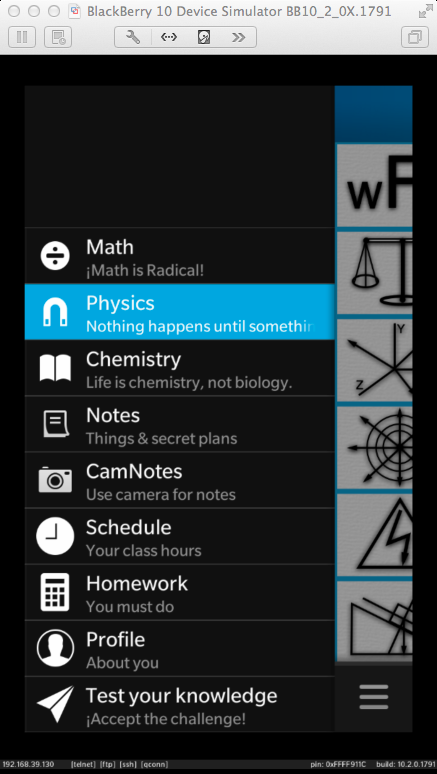 BlackBerry 10 Device Simulator BB10_2_0X.1791
Math
¡Math is Radical!
Physics
Nothing happens until somethin
Chemistry
Life is chemistry, not biology.
Notes
Things & secret plans
CamNotes
Use camera for notes
Schedule
Your class hours
Homework
You must do
Profile
About you
Test your knowledge
¡Accept the challenge!
wF
Y
Z
192.168.39.130 [telnet] [ftp] [ssh] [qconn] pin: 0xFFFF911C build: 10.2.0.1791